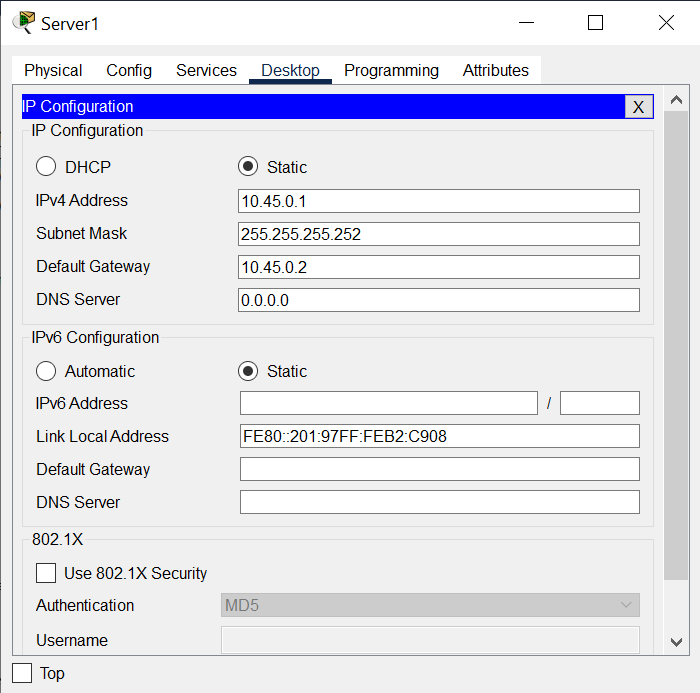 Server1
Physical Config Services Desktop Programming Attributes
IP Configuration X
IP Configuration
DHCP Static
IPv4 Address 10.45.0.1
Subnet Mask 255.255.255.252
Default Gateway 10.45.0.2
DNS Server 0.0.0.0
IPv6 Configuration
Automatic Static
IPv6 Address /
Link Local Address FE80::201:97FF:FEB2:C908
Default Gateway
DNS Server
802.1X
Use 802.1X Security
Authentication MD5
Username
Top